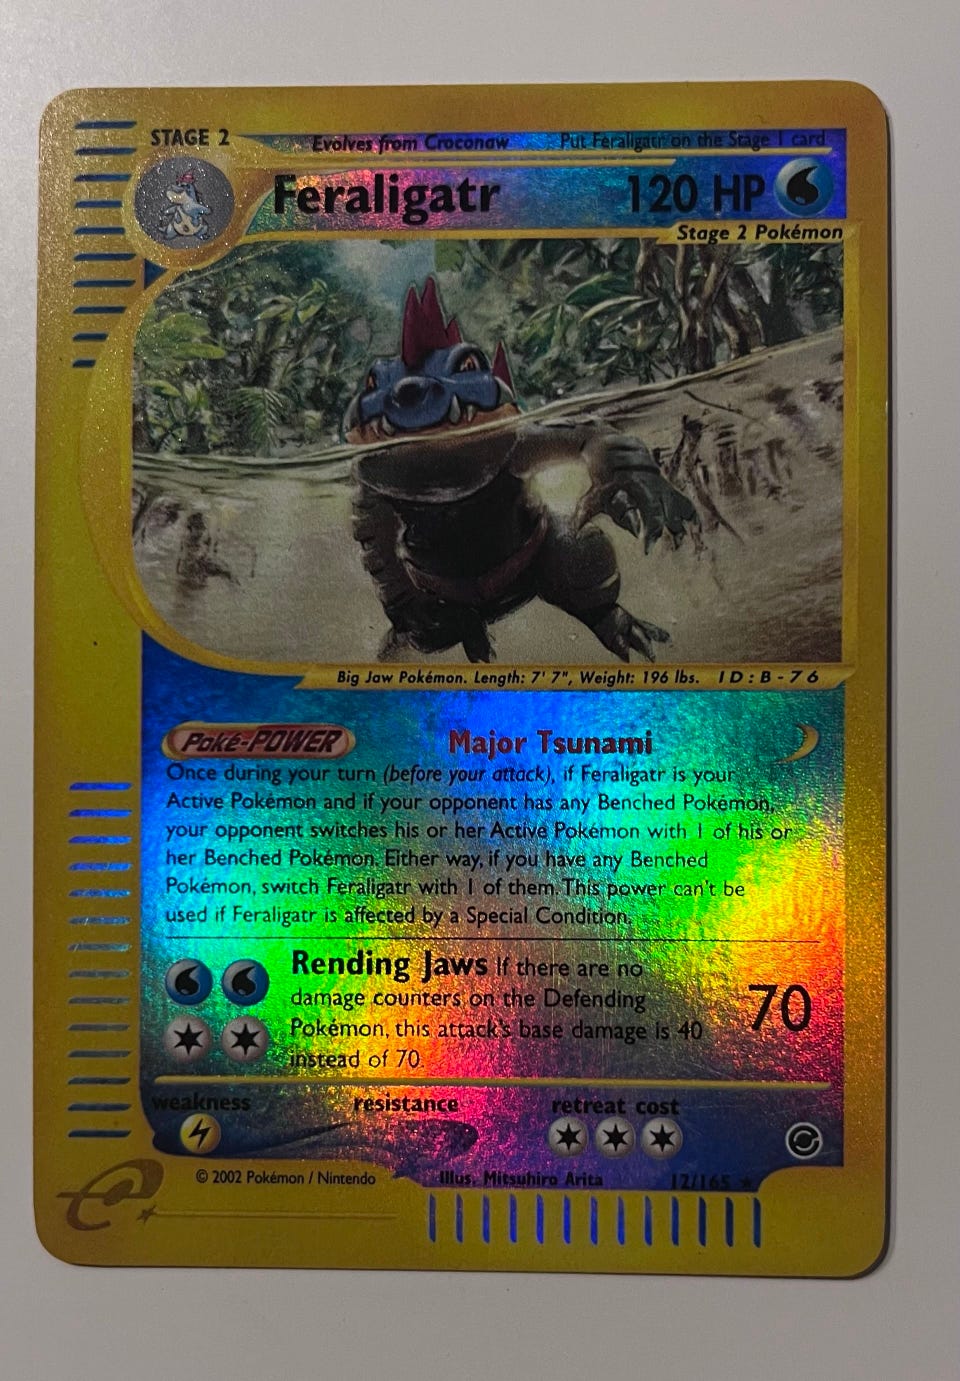 STAGE 2
Evolves from Croconaw
Put Feraligatr on the Stage 1 card
Feraligatr
120 HP
Stage 2 Pokémon
Big Jaw Pokémon. Length: 7' 7", Weight: 196 lbs. ID:B-76
Poké-POWER
Major Tsunami
Once during your turn (before your attack), if Feraligatr is your
Active Pokémon and if your opponent has any Benched Pokémon,
your opponent switches his or her Active Pokémon with 1 of his or
her Benched Pokémon. Either way, if you have any Benched
Pokémon, switch Feraligatr with 1 of them. This power can't be
used if Feraligatr is affected by a Special Condition.
Rending Jaws If there are no
damage counters on the Defending
Pokémon, this attack's base damage is 40
instead of 70.
70
weakness
resistance
retreat cost
© 2002 Pokémon / Nintendo
Illus. Mitsuhiro Arita
12/165 ★
e